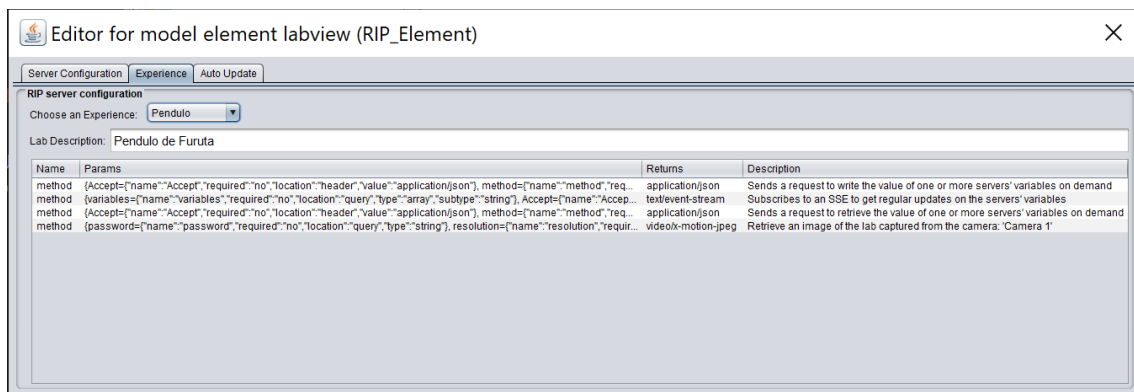 Editor for model element labview (RIP_Element)
Server Configuration Experience Auto Update
RIP server configuration
Choose an Experience: Pendulo
Lab Description: Pendulo de Furuta
Name Params Returns Description
method {Accept={"name":"Accept","required":"no","location":"header","value":"application/json"}, method={"name":"method","req... application/json Sends a request to write the value of one or more servers' variables on demand
method {variables={"name":"variables","required":"no","location":"query","type":"array","subtype":"string"}, Accept={"name":"Accep... text/event-stream Subscribes to an SSE to get regular updates on the servers' variables
method {Accept={"name":"Accept","required":"no","location":"header","value":"application/json"}, method={"name":"method","req... application/json Sends a request to retrieve the value of one or more servers' variables on demand
method {password={"name":"password","required":"no","location":"query","type":"string"}, resolution={"name":"resolution","requir... video/x-motion-jpeg Retrieve an image of the lab captured from the camera: 'Camera 1'